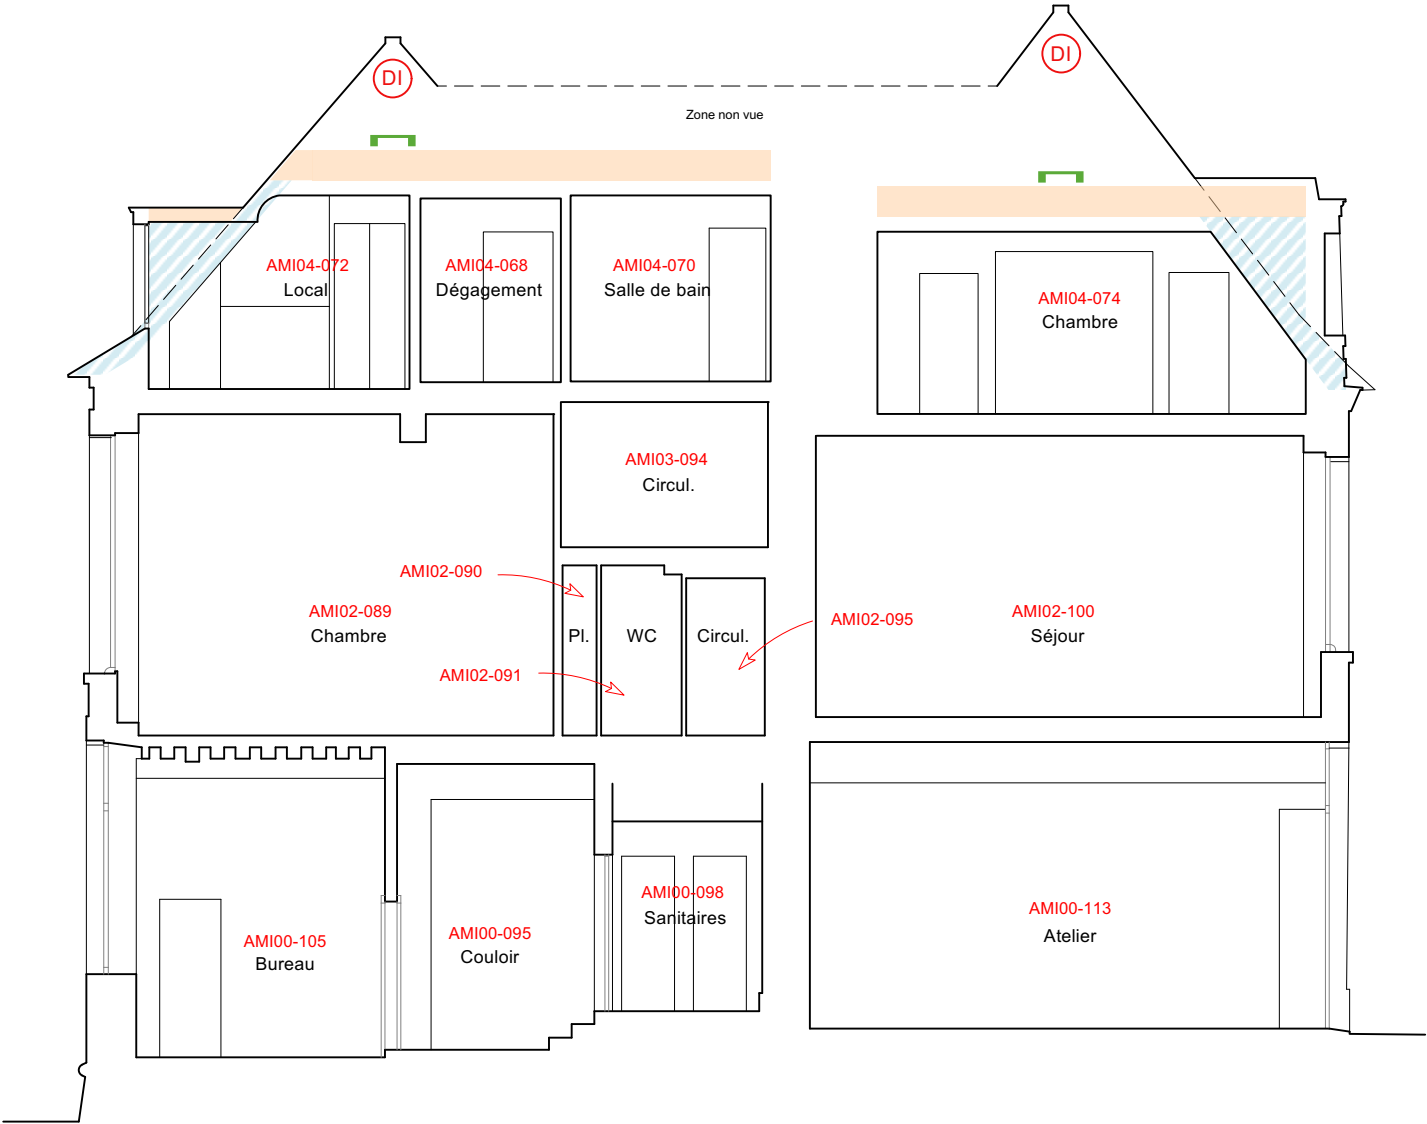 DI
DI
Zone non vue
AMI04-072
Local
AMI04-068
Dégagement
AMI04-070
Salle de bain
AMI04-074
Chambre
AMI03-094
Circul.
AMI02-090
AMI02-089
Chambre
Pl.
WC
Circul.
AMI02-095
AMI02-100
Séjour
AMI02-091
AMI00-105
Bureau
AMI00-095
Couloir
AMI00-098
Sanitaires
AMI00-113
Atelier